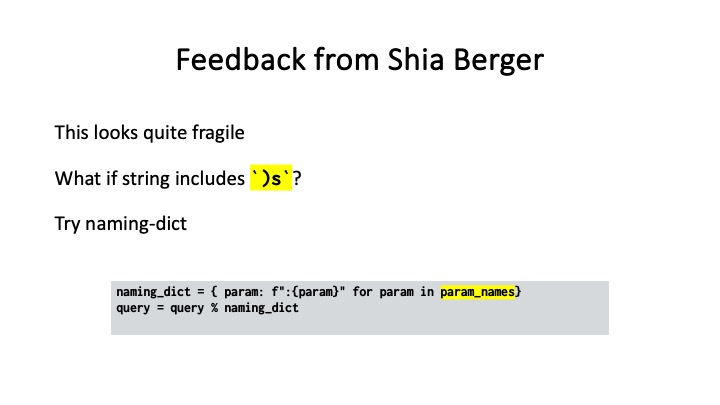 Feedback from Shia Berger
This looks quite fragile
What if string includes `)s`?
Try naming-dict
naming_dict = { param: f":{param}" for param in param_names}
query = query % naming_dict